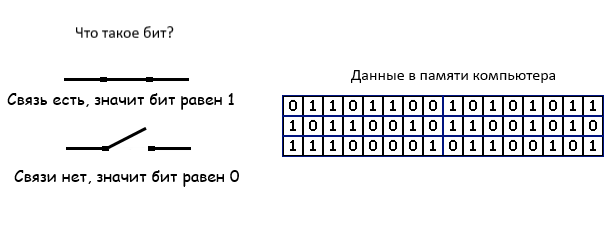 Что такое бит?
Связь есть, значит бит равен 1
Связи нет, значит бит равен 0
Данные в памяти компьютера
0 1 1 0 1 1 0 0 1 0 1 0 1 0 1 1
1 0 1 1 0 0 1 0 1 1 0 0 1 0 1 0
1 1 1 0 0 0 0 1 0 1 1 0 0 1 0 1